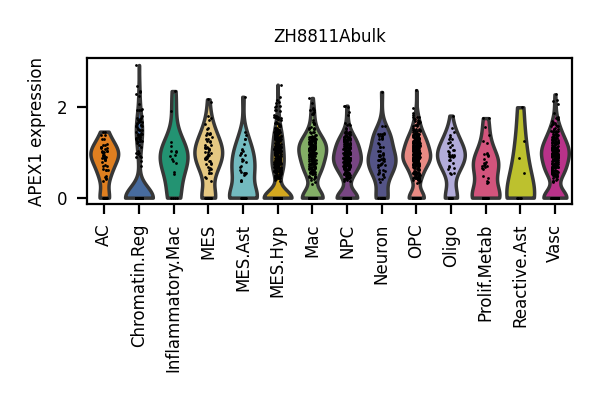 ZH8811Abulk
APEX1 expression
2
0
AC
Chromatin.Reg
Inflammatory.Mac
MES
MES.Ast
MES.Hyp
Mac
NPC
Neuron
OPC
Oligo
Prolif.Metab
Reactive.Ast
Vasc